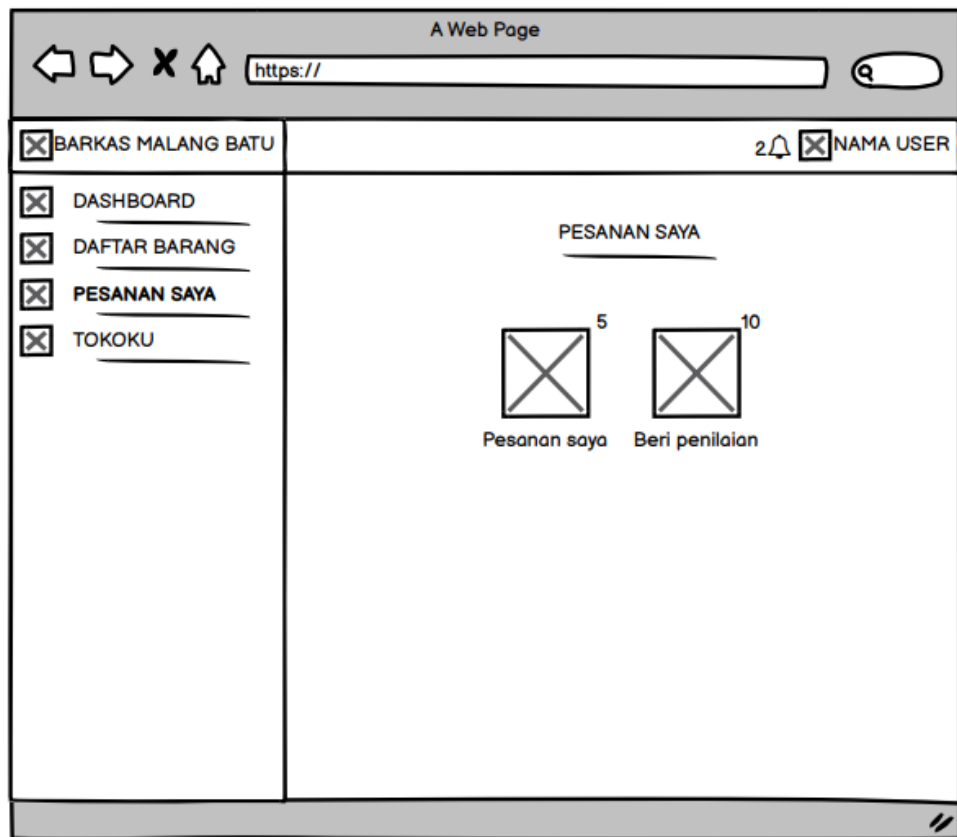 A Web Page
https://
BARKAS MALANG BATU
2
NAMA USER
DASHBOARD
DAFTAR BARANG
PESANAN SAYA
TOKOKU
PESANAN SAYA
5
10
Pesanan saya
Beri penilaian